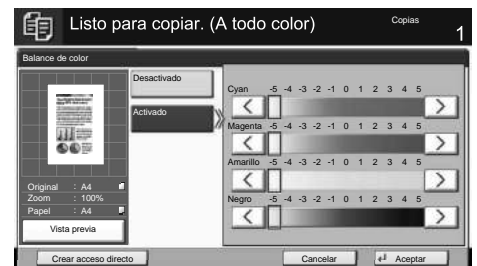 Listo para copiar. (A todo color)
Copias
1
Balance de color
Desactivado
Activado
Cyan -5 -4 -3 -2 -1 0 1 2 3 4 5
Magenta -5 -4 -3 -2 -1 0 1 2 3 4 5
Amarillo -5 -4 -3 -2 -1 0 1 2 3 4 5
Negro -5 -4 -3 -2 -1 0 1 2 3 4 5
Original : A4
Zoom : 100%
Papel : A4
Vista previa
Crear acceso directo
Cancelar
Aceptar